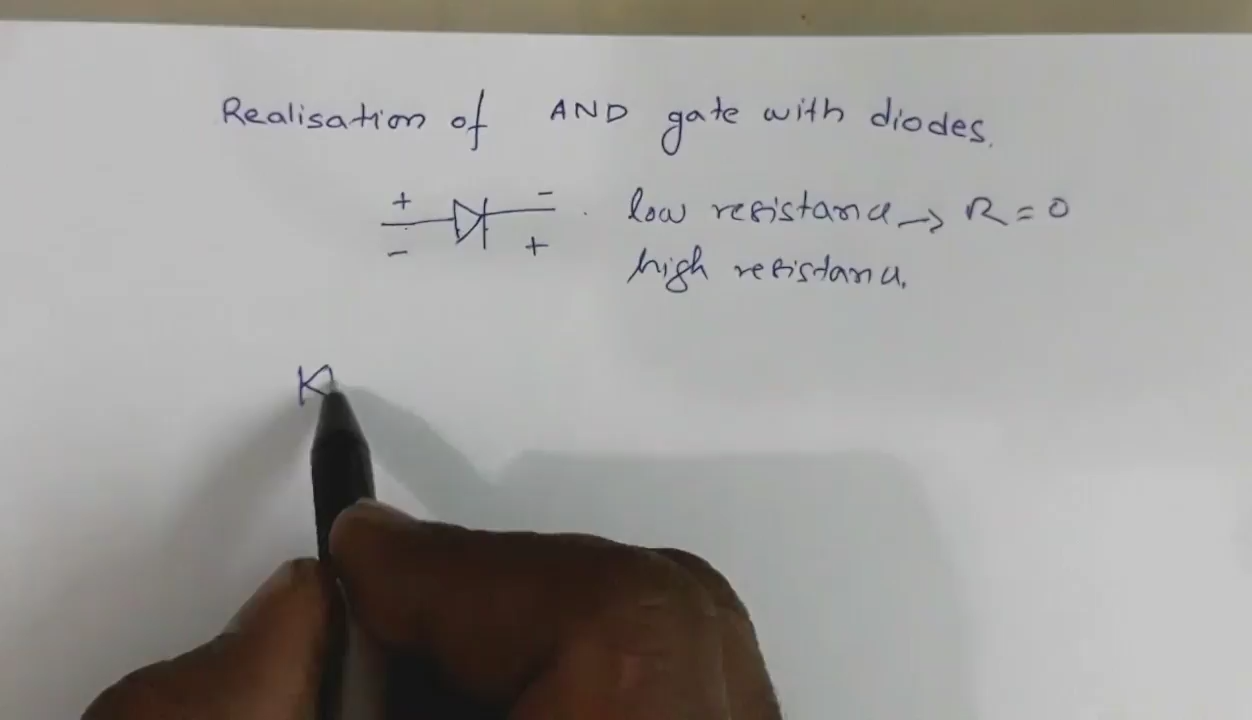 Realisation of AND gate with diodes.
+ - low resistance → R = 0
- + high resistance.
K